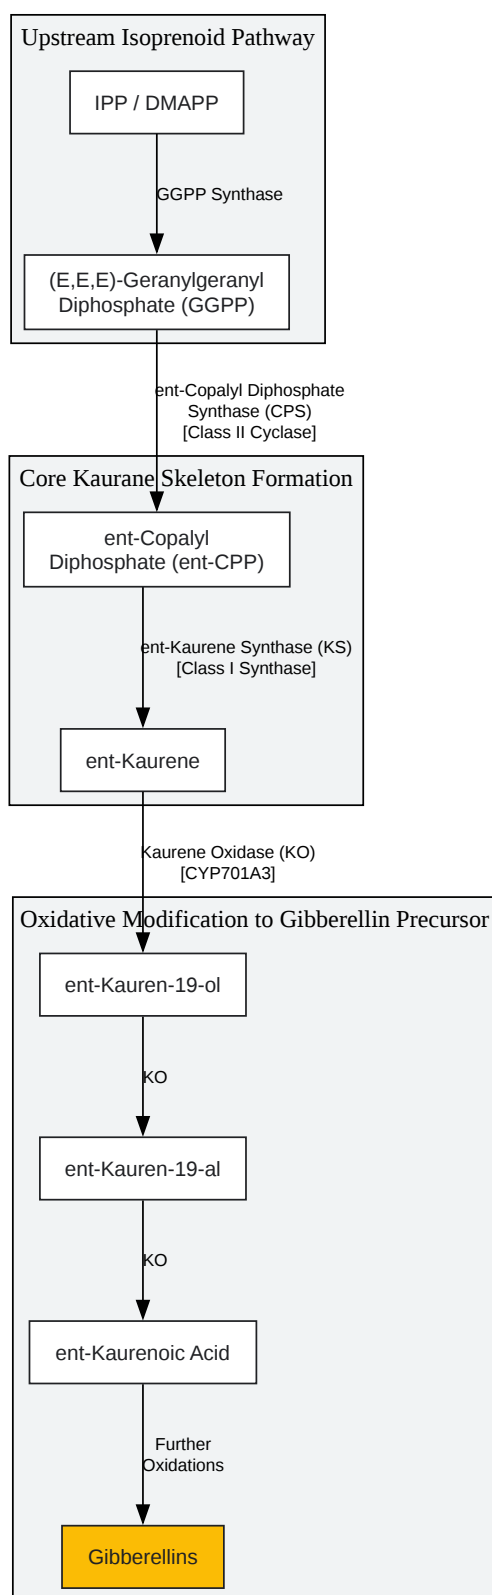 Upstream Isoprenoid Pathway
IPP / DMAPP
GGPP Synthase
(E,E,E)-Geranylgeranyl
Diphosphate (GGPP)
ent-Copalyl Diphosphate
Synthase (CPS)
[Class II Cyclase]
Core Kaurane Skeleton Formation
ent-Copalyl
Diphosphate (ent-CPP)
ent-Kaurene Synthase (KS)
[Class I Synthase]
ent-Kaurene
Kaurene Oxidase (KO)
[CYP701A3]
Oxidative Modification to Gibberellin Precursor
ent-Kauren-19-ol
KO
ent-Kauren-19-al
KO
ent-Kaurenoic Acid
Further
Oxidations
Gibberellins